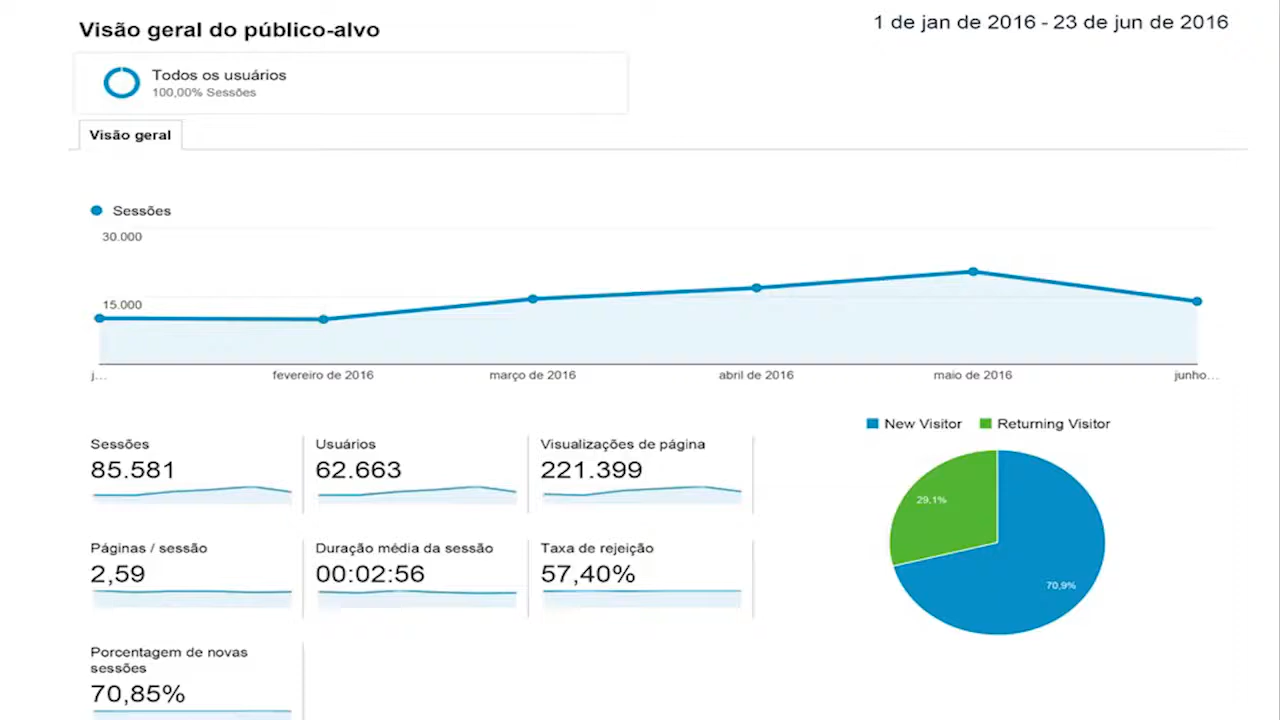 Visão geral do público-alvo
1 de jan de 2016 - 23 de jun de 2016
Todos os usuários
100,00% Sessões
Visão geral
Sessões
30.000
15.000
j...
fevereiro de 2016
março de 2016
abril de 2016
maio de 2016
junho...
New Visitor
Returning Visitor
Sessões
85.581
Usuários
62.663
Visualizações de página
221.399
29,1%
70,9%
Páginas / sessão
2,59
Duração média da sessão
00:02:56
Taxa de rejeição
57,40%
Porcentagem de novas
sessões
70,85%